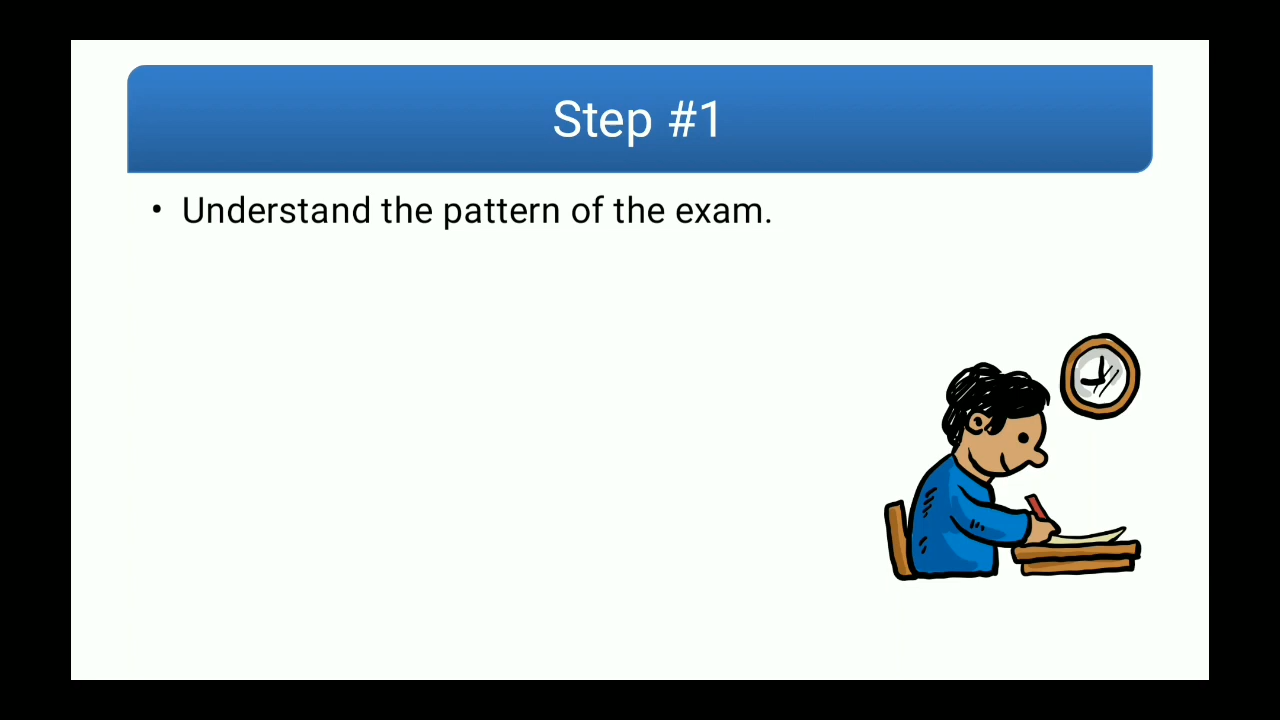 Step #1
• Understand the pattern of the exam.